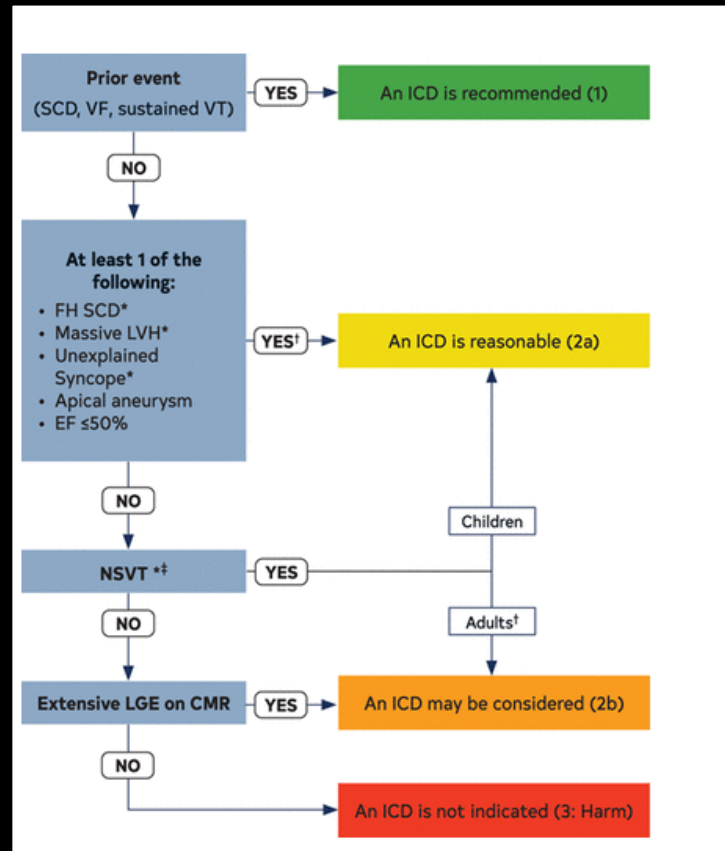 Prior event
(SCD, VF, sustained VT)
YES
An ICD is recommended (1)
NO
At least 1 of the
following:
• FH SCD*
• Massive LVH*
• Unexplained
Syncope*
• Apical aneurysm
• EF ≤50%
YES†
An ICD is reasonable (2a)
NO
Children
NSVT *‡
YES
Adults†
NO
Extensive LGE on CMR
YES
An ICD may be considered (2b)
NO
An ICD is not indicated (3: Harm)